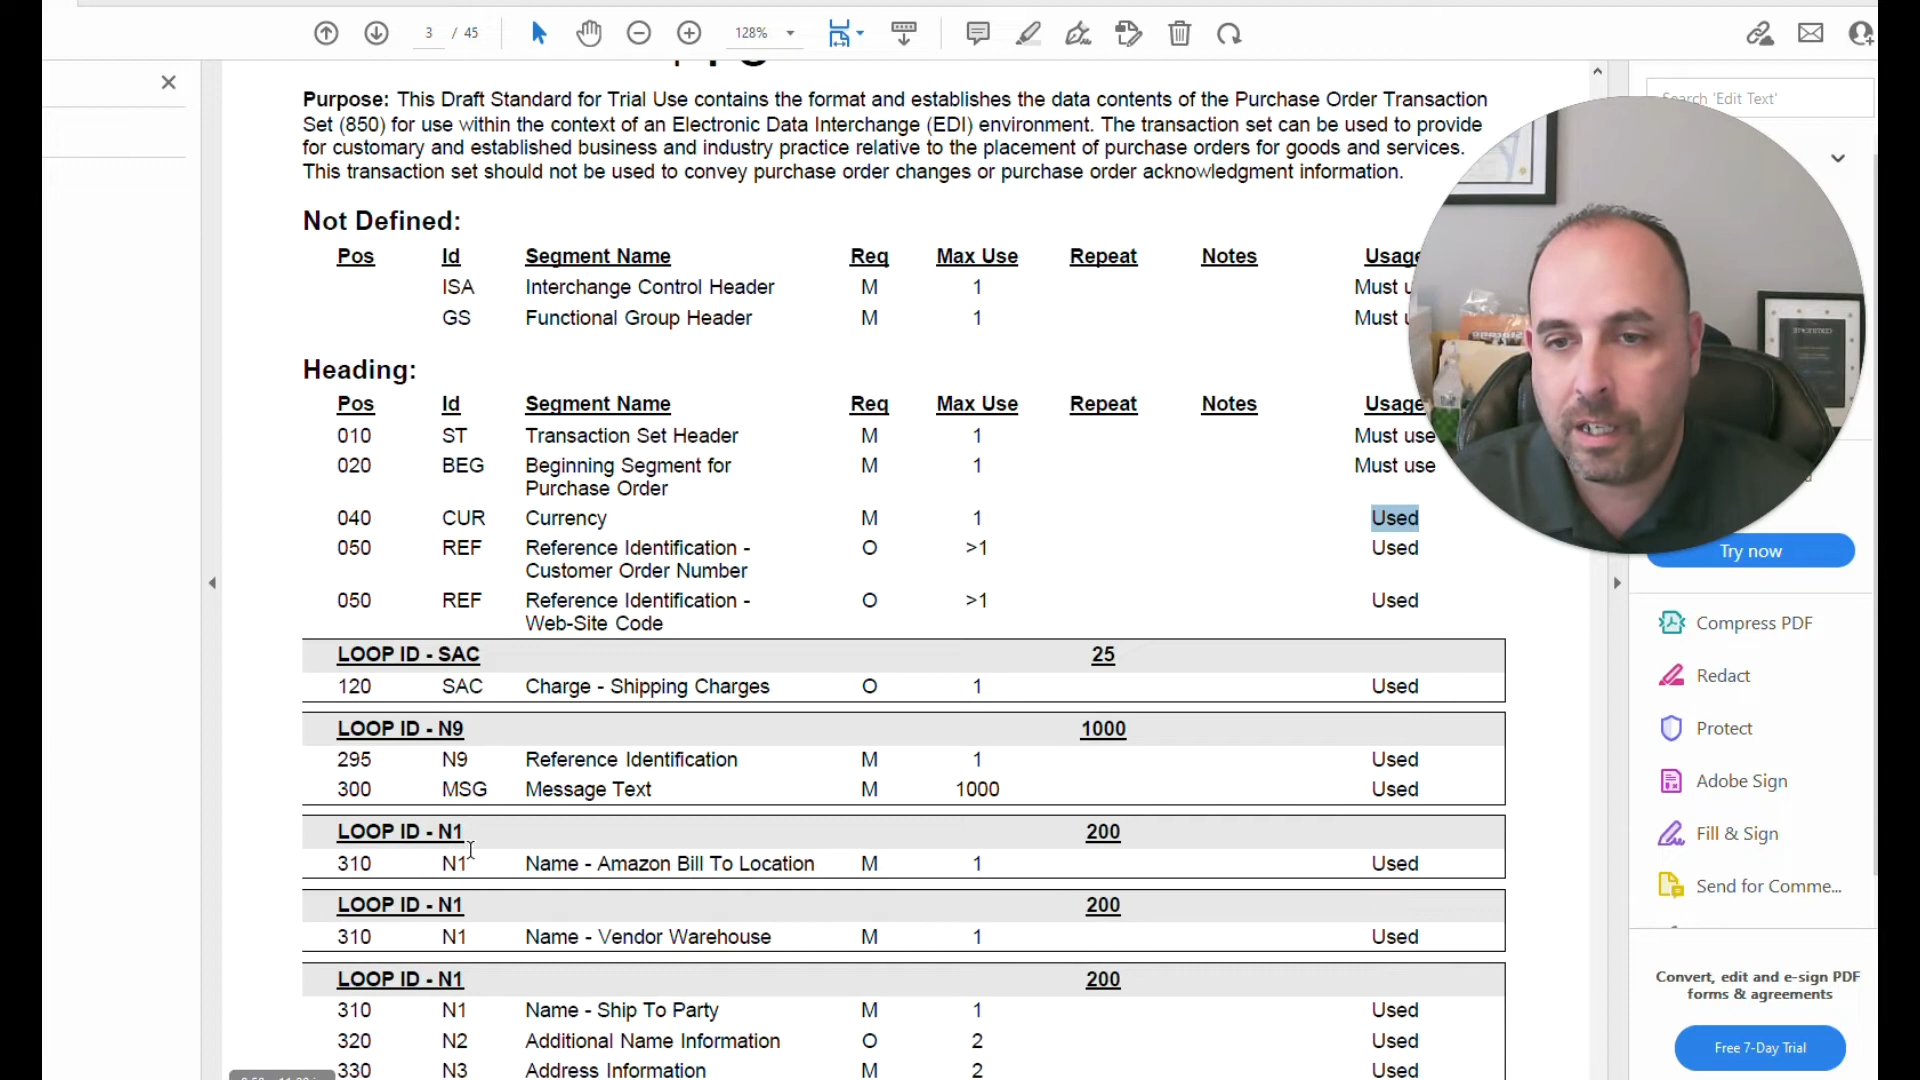 3 / 45
128%
Search 'Edit Text'
Purpose: This Draft Standard for Trial Use contains the format and establishes the data contents of the Purchase Order Transaction
Set (850) for use within the context of an Electronic Data Interchange (EDI) environment. The transaction set can be used to provide
for customary and established business and industry practice relative to the placement of purchase orders for goods and services.
This transaction set should not be used to convey purchase order changes or purchase order acknowledgment information.
Not Defined:
Pos Id Segment Name Req Max Use Repeat Notes Usage
ISA Interchange Control Header M 1 Must u
GS Functional Group Header M 1 Must u
Heading:
Pos Id Segment Name Req Max Use Repeat Notes Usage
010 ST Transaction Set Header M 1 Must use
020 BEG Beginning Segment for M 1 Must use
Purchase Order
040 CUR Currency M 1 Used
050 REF Reference Identification - O >1 Used
Customer Order Number
050 REF Reference Identification - O >1 Used
Web-Site Code
LOOP ID - SAC 25
120 SAC Charge - Shipping Charges O 1 Used
LOOP ID - N9 1000
295 N9 Reference Identification M 1 Used
300 MSG Message Text M 1000 Used
LOOP ID - N1 200
310 N1 Name - Amazon Bill To Location M 1 Used
LOOP ID - N1 200
310 N1 Name - Vendor Warehouse M 1 Used
LOOP ID - N1 200
310 N1 Name - Ship To Party M 1 Used
320 N2 Additional Name Information O 2 Used
330 N3 Address Information M 2 Used
Try now
Compress PDF
Redact
Protect
Adobe Sign
Fill & Sign
Send for Comme...
Convert, edit and e-sign PDF
forms & agreements
Free 7-Day Trial